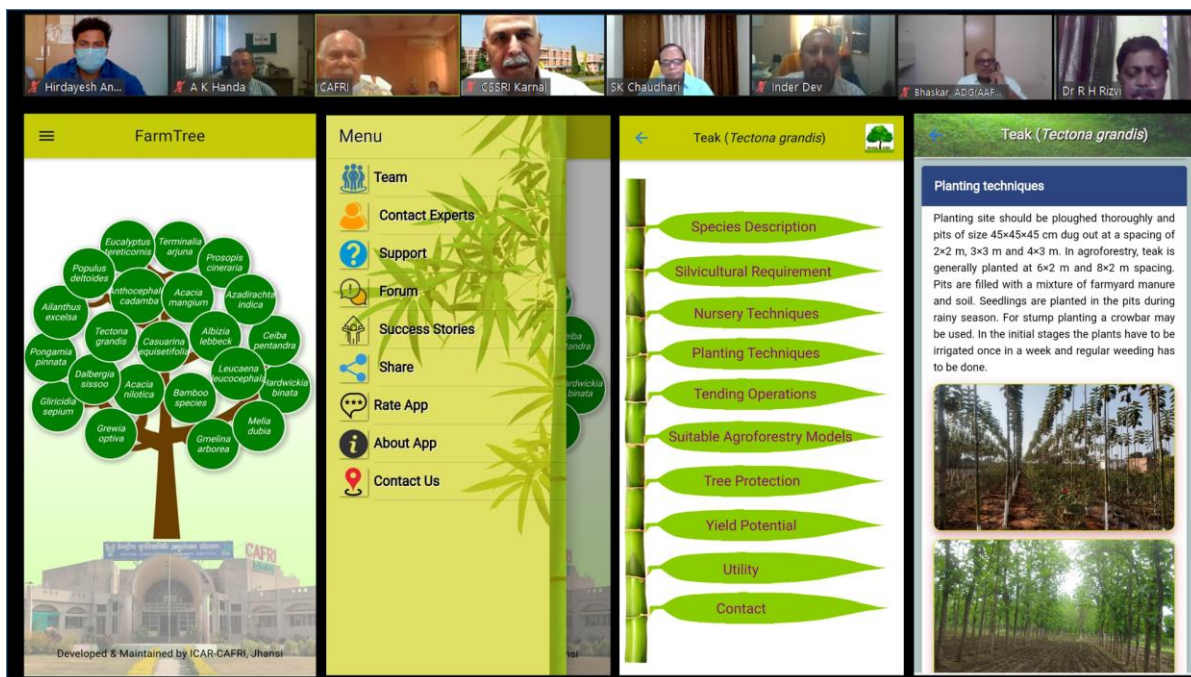 Hirdayesh An...
A K Handa
CAFRI
CSSRI Karnal
SK Chaudhari
Inder Dev
Bhaskar, ADG(AAF...
Dr R H Rizvi
FarmTree
Eucalyptus
tereticornis
Terminalia
arjuna
Prosopis
cineraria
Populus
deltoides
Anthocephal
cadamba
Acacia
mangium
Azadirachta
indica
Ailanthus
excelsa
Tectona
grandis
Casuarina
equisetifolia
Albizia
lebbeck
Ceiba
pentandra
Pongamia
pinnata
Dalbergia
sissoo
Acacia
nilotica
Bamboo
species
Leucaena
leucocephala
Hardwickia
binata
Gliricidia
sepium
Grewia
optiva
Gmelina
arborea
Melia
dubia
CAFRI
Developed & Maintained by ICAR-CAFRI, Jhansi
Menu
Team
Contact Experts
Support
Forum
Success Stories
Share
Rate App
About App
Contact Us
andra
ardwickia
binata
Teak (Tectona grandis)
Species Description
Silvicultural Requirement
Nursery Techniques
Planting Techniques
Tending Operations
Suitable Agroforestry Models
Tree Protection
Yield Potential
Utility
Contact
Teak (Tectona grandis)
Planting techniques
Planting site should be ploughed thoroughly and
pits of size 45×45×45 cm dug out at a spacing of
2×2 m, 3×3 m and 4×3 m. In agroforestry, teak is
generally planted at 6×2 m and 8×2 m spacing.
Pits are filled with a mixture of farmyard manure
and soil. Seedlings are planted in the pits during
rainy season. For stump planting a crowbar may
be used. In the initial stages the plants have to be
irrigated once in a week and regular weeding has
to be done.